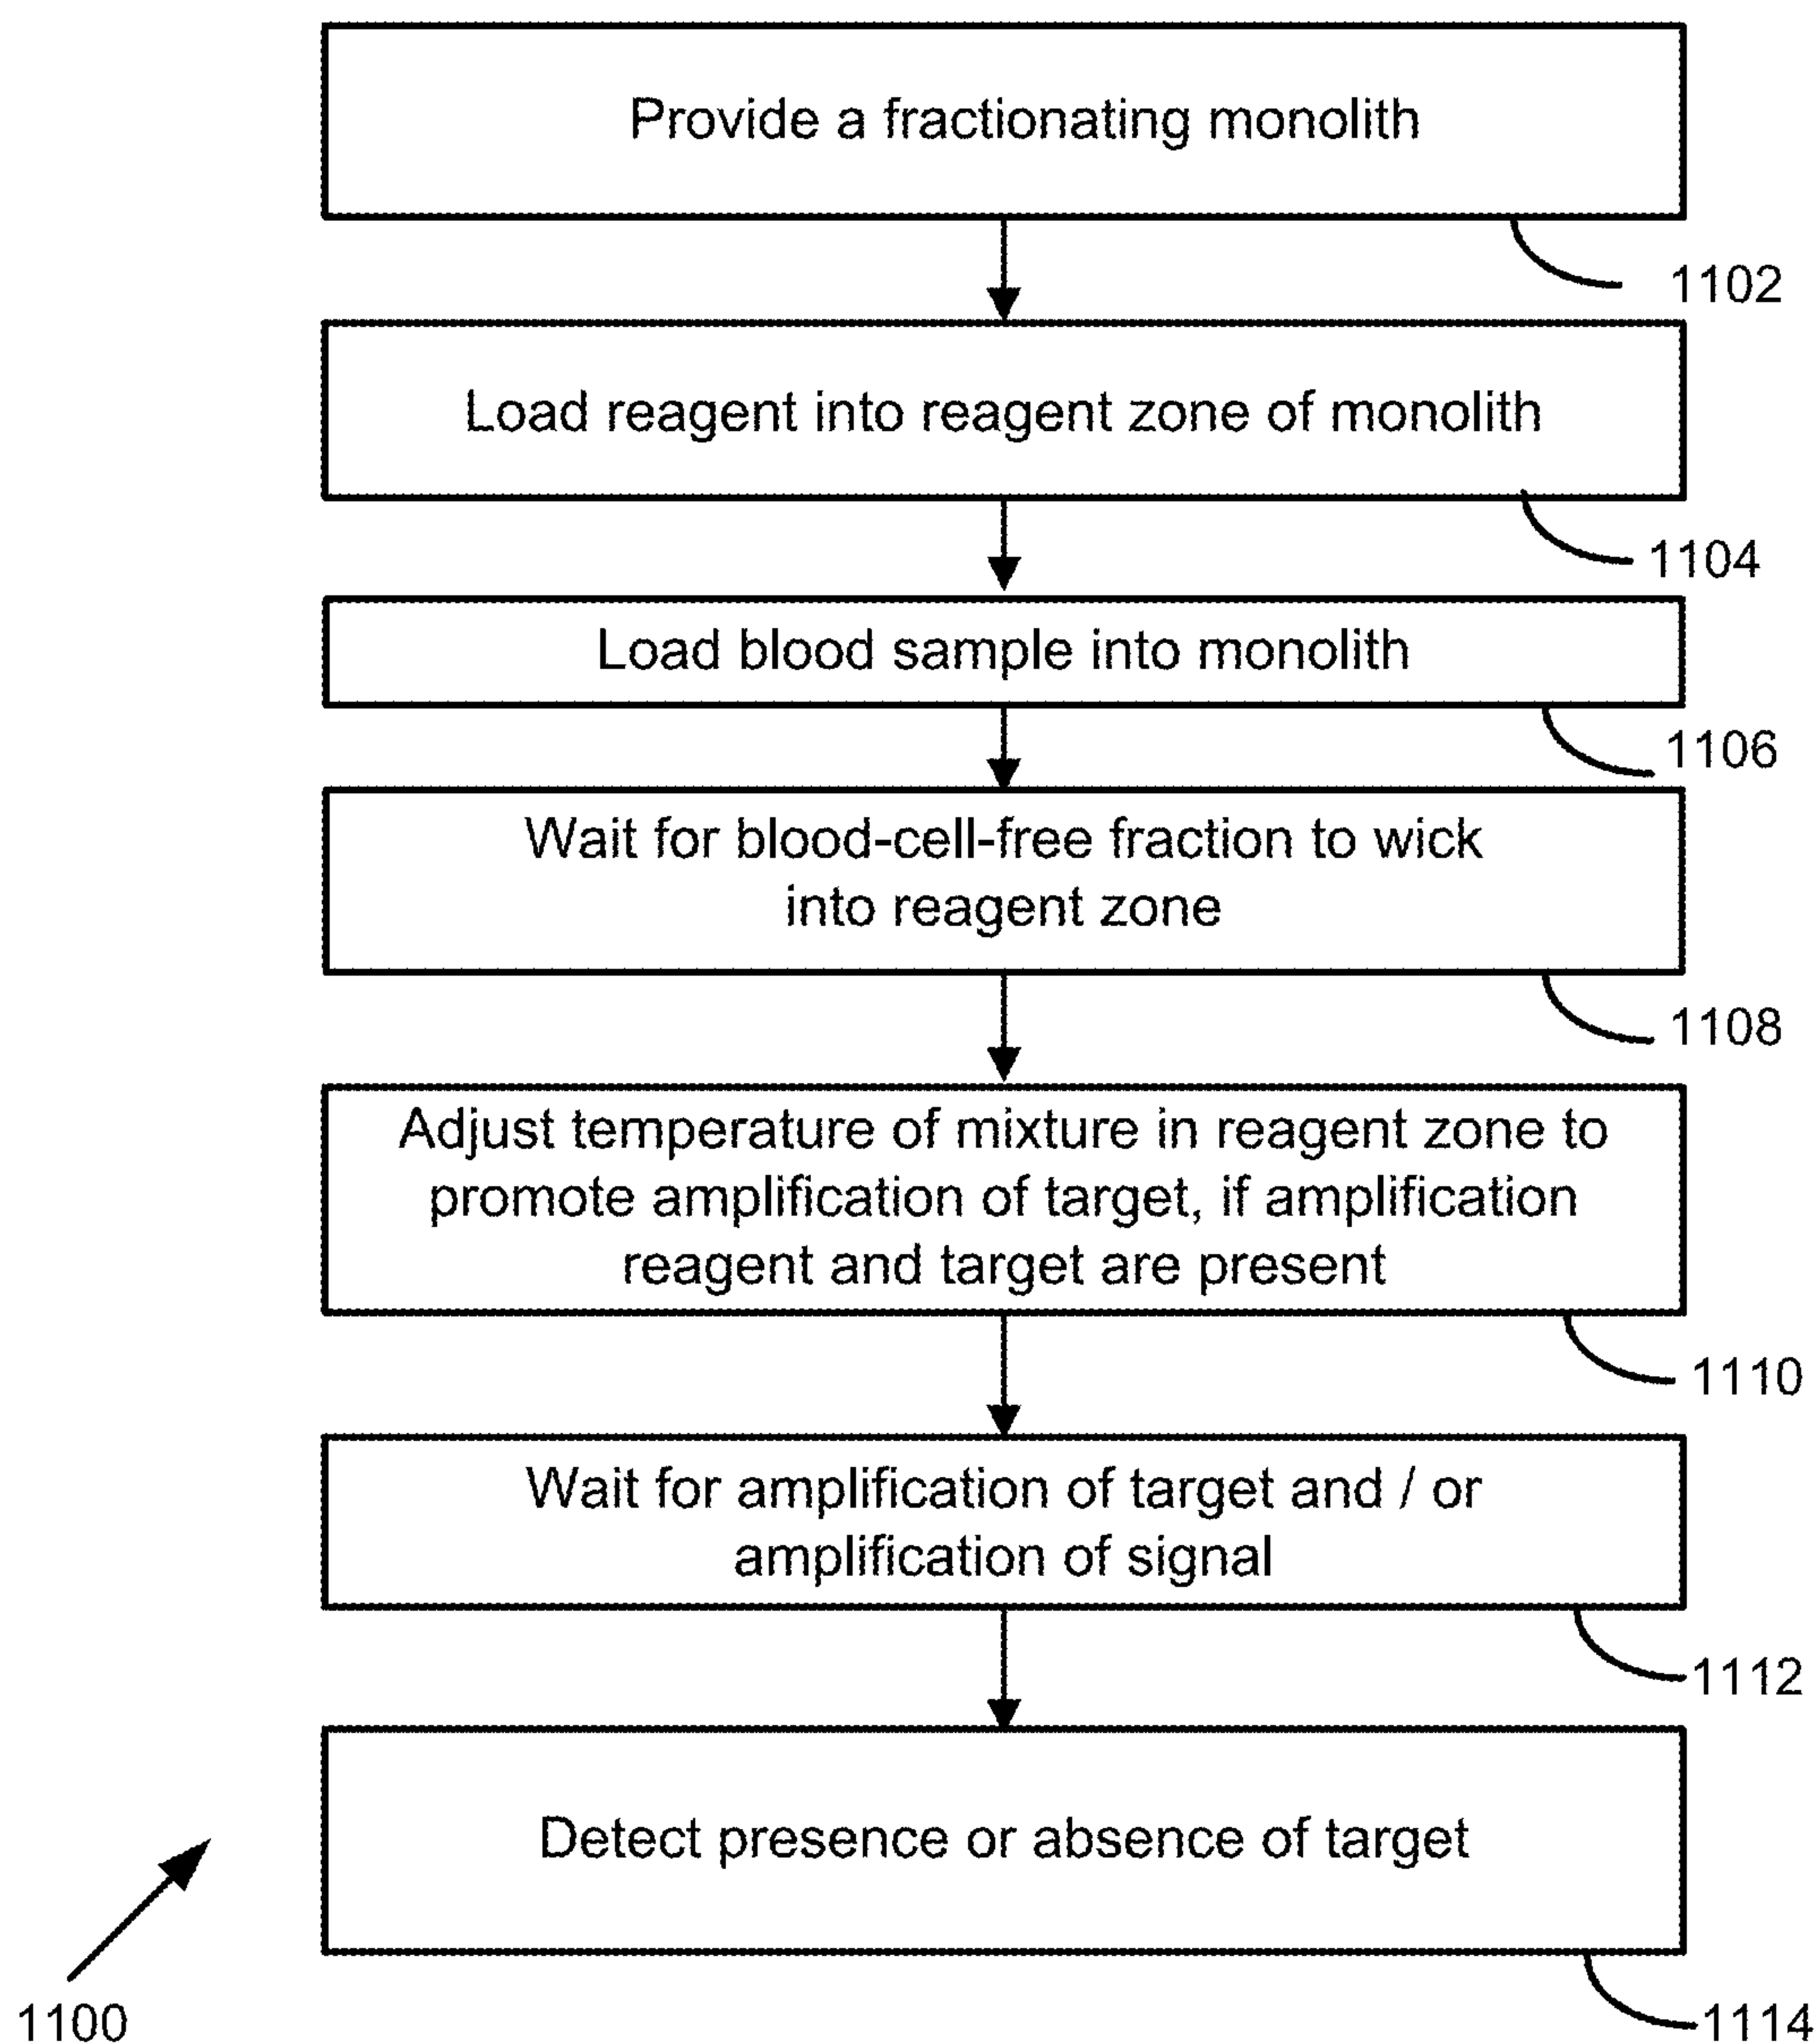 Provide a fractionating monolith
1102
Load reagent into reagent zone of monolith
1104
Load blood sample into monolith
1106
Wait for blood-cell-free fraction to wick
into reagent zone
1108
Adjust temperature of mixture in reagent zone to
promote amplification of target, if amplification
reagent and target are present
1110
Wait for amplification of target and / or
amplification of signal
1112
Detect presence or absence of target
1100
1114